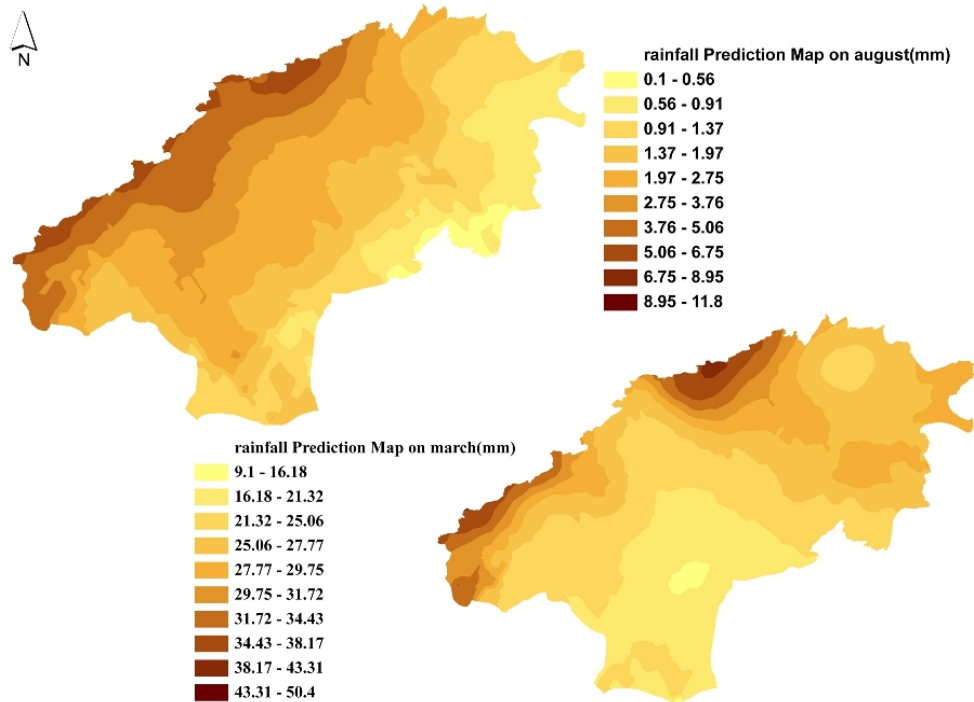 N
rainfall Prediction Map on august(mm)
0.1 - 0.56
0.56 - 0.91
0.91 - 1.37
1.37 - 1.97
1.97 - 2.75
2.75 - 3.76
3.76 - 5.06
5.06 - 6.75
6.75 - 8.95
8.95 - 11.8
rainfall Prediction Map on march(mm)
9.1 - 16.18
16.18 - 21.32
21.32 - 25.06
25.06 - 27.77
27.77 - 29.75
29.75 - 31.72
31.72 - 34.43
34.43 - 38.17
38.17 - 43.31
43.31 - 50.4